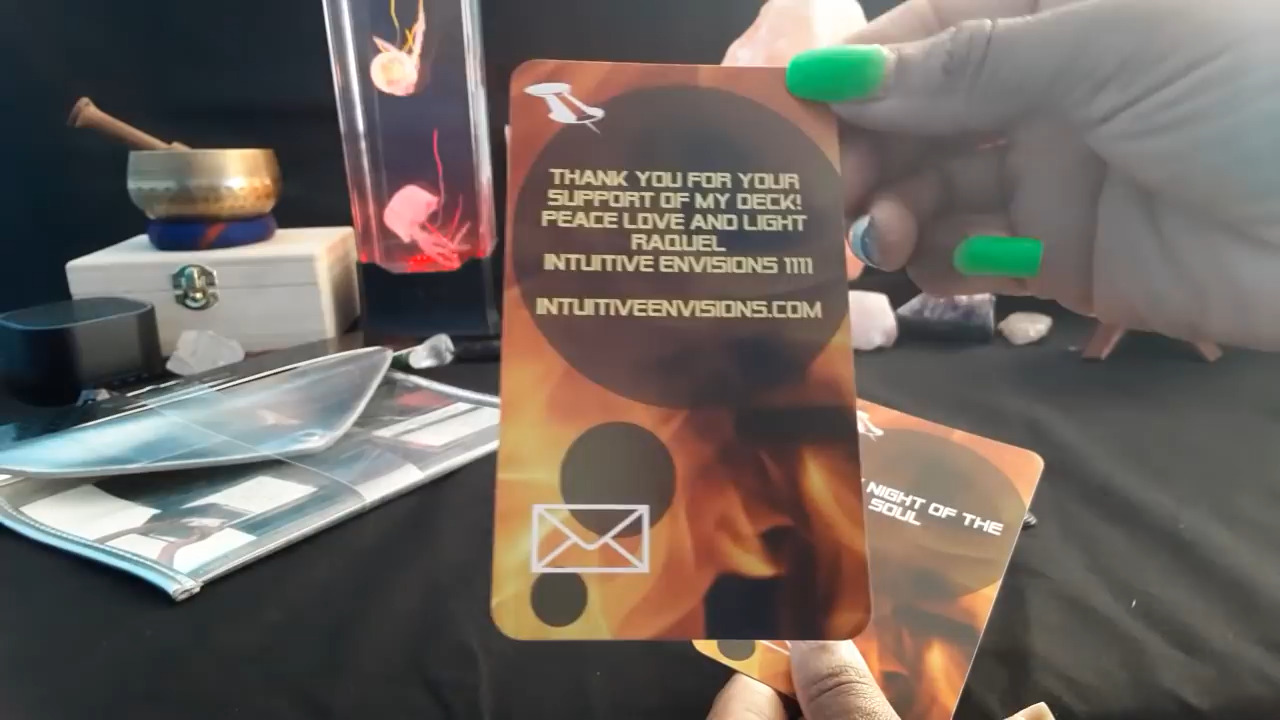 THANK YOU FOR YOUR
SUPPORT OF MY DECK!
PEACE LOVE AND LIGHT
RAQUEL
INTUITIVE ENVISIONS 1111
INTUITIVEENVISIONS.COM
NIGHT OF THE
SOUL